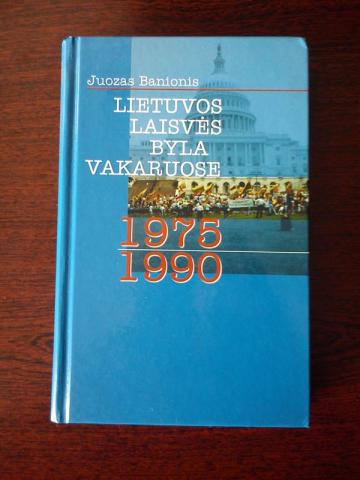 Juozas Banionis
LIETUVOS
LAISVĖS
BYLA
VAKARUOSE
1975
1990